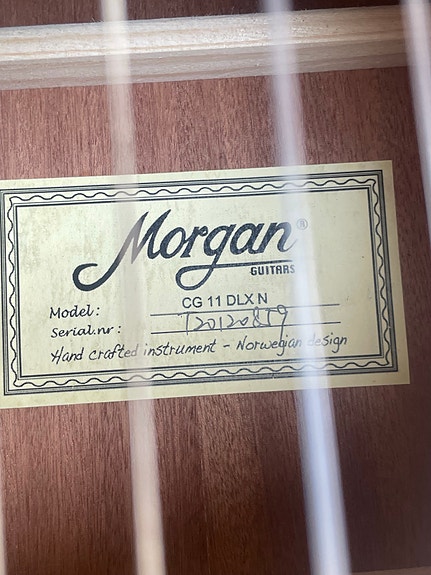 Morgan®
GUITARS
Model: CG 11 DLX N
Serial.nr:
Hand crafted instrument - Norwegian design